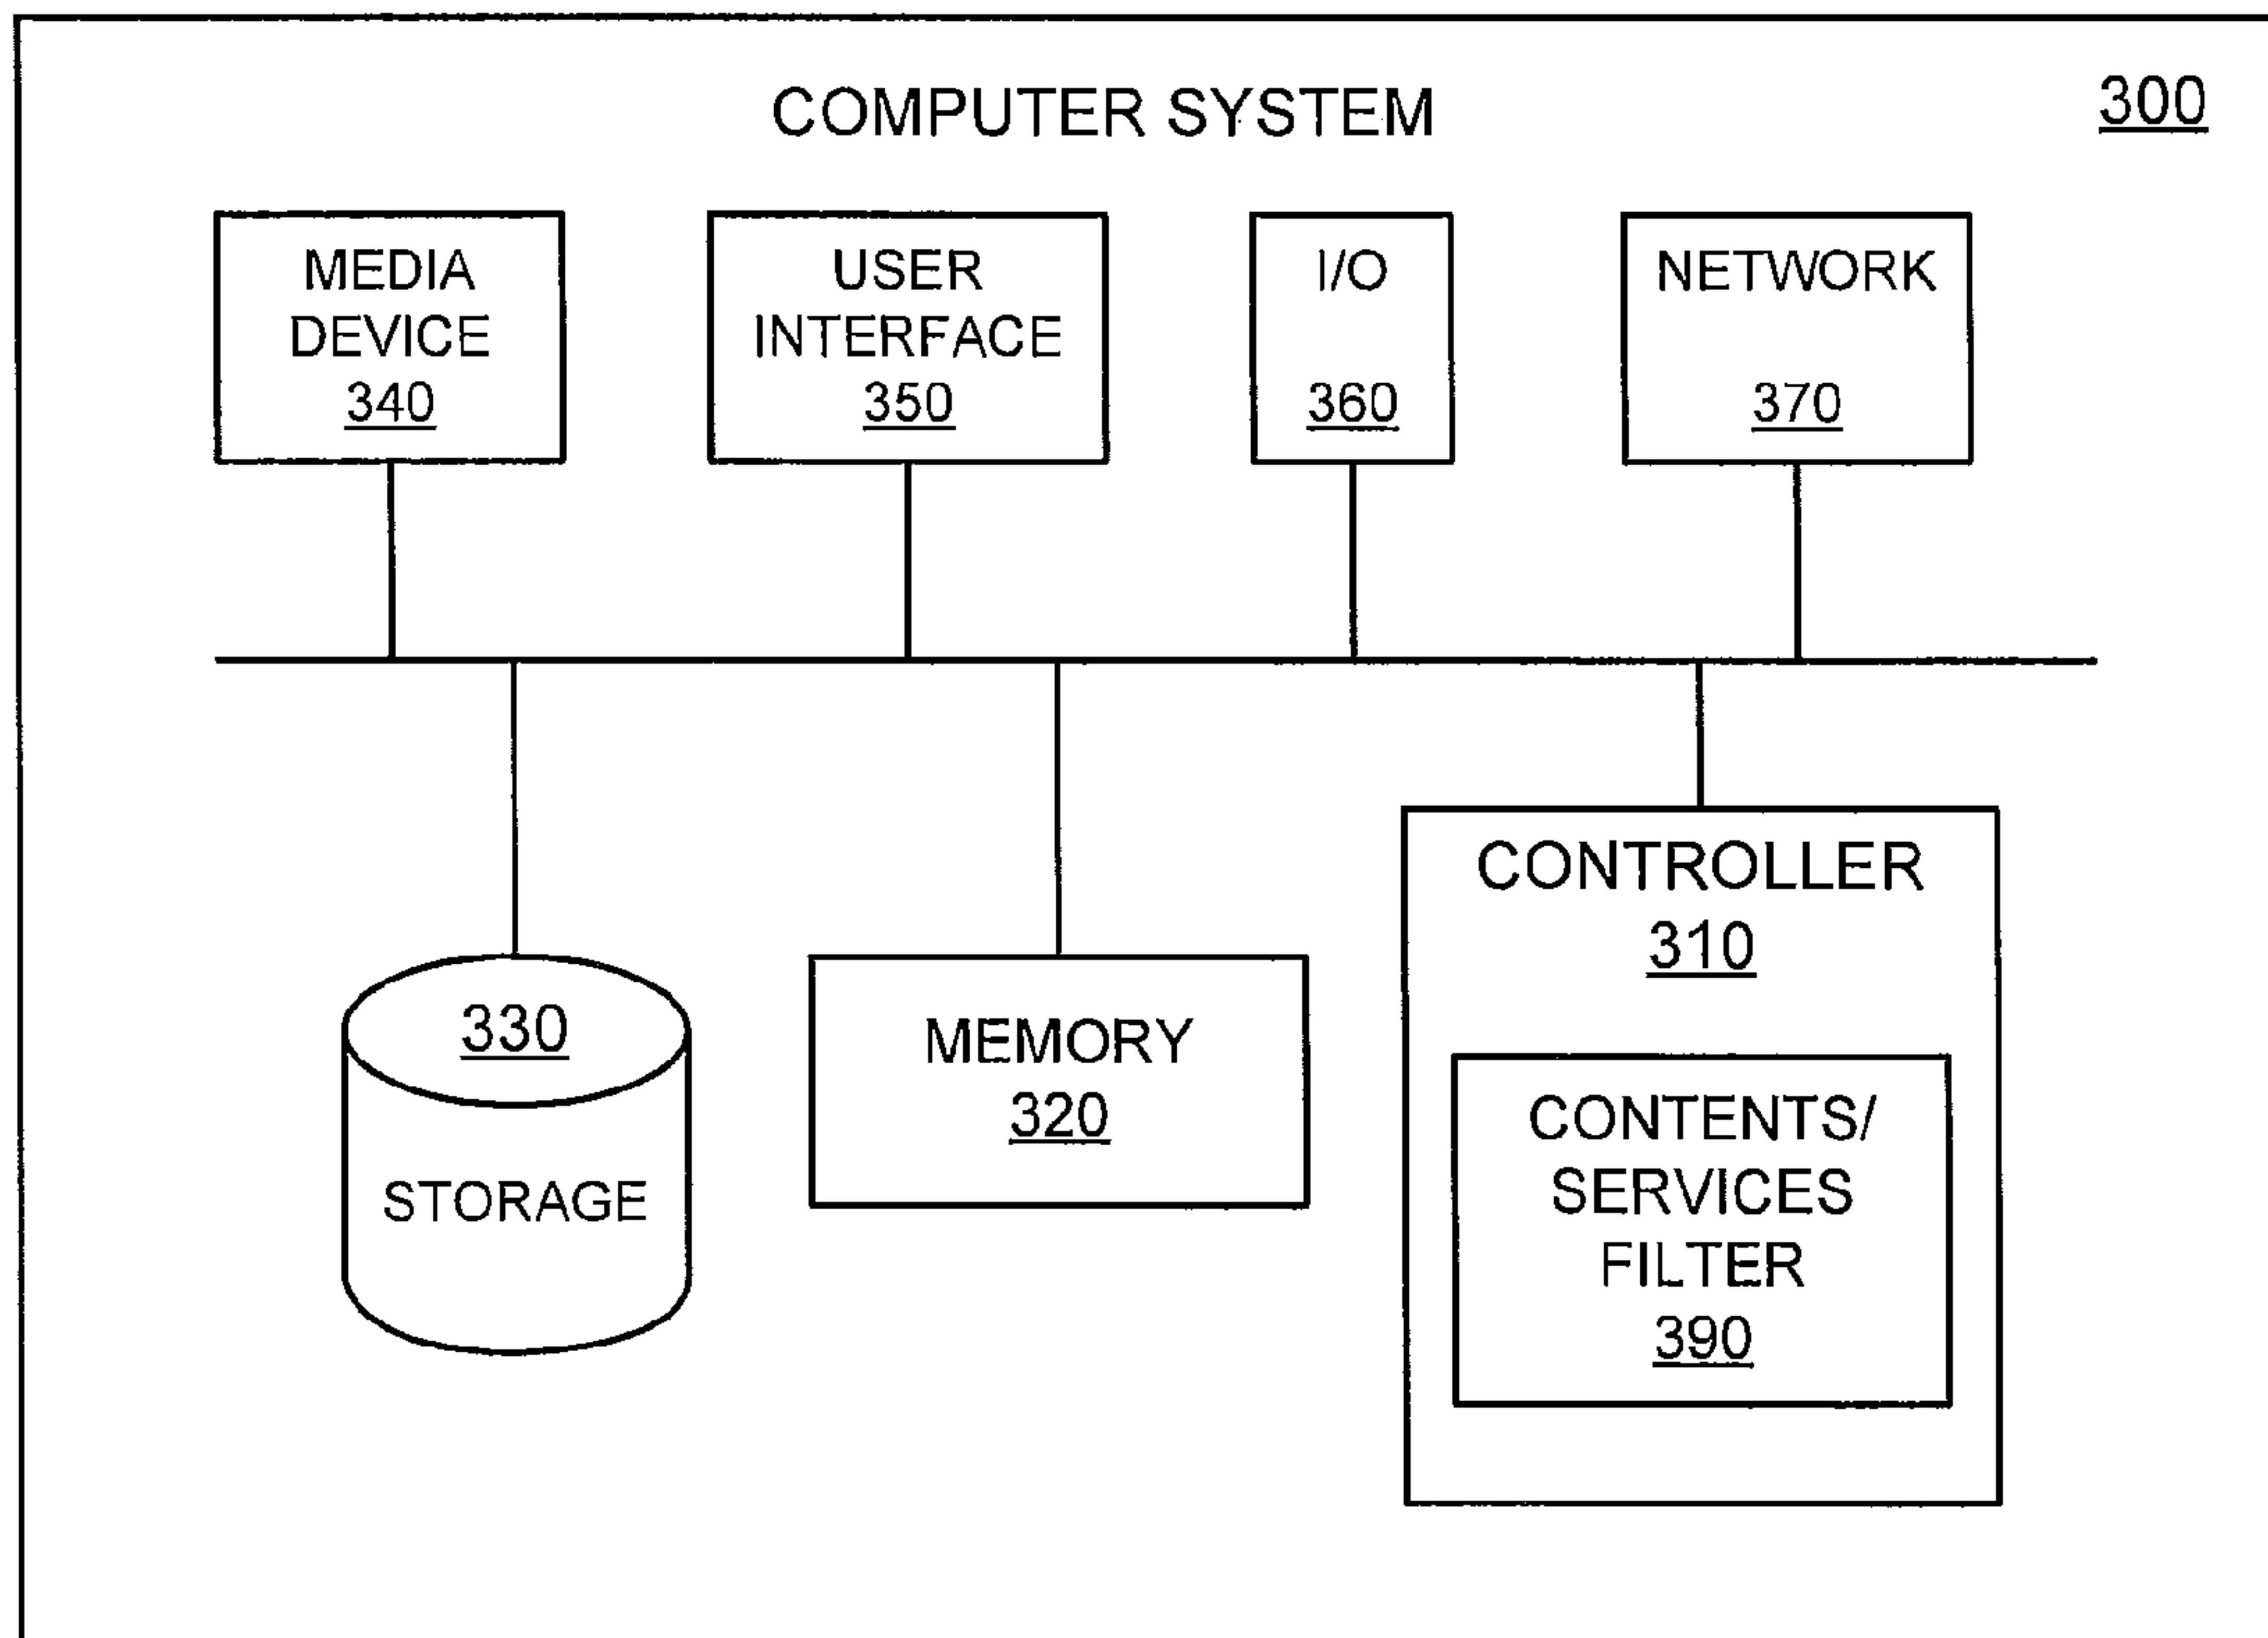 COMPUTER SYSTEM
300
MEDIA
DEVICE
340
USER
INTERFACE
350
I/O
360
NETWORK
370
330
STORAGE
MEMORY
320
CONTROLLER
310
CONTENTS/
SERVICES
FILTER
390